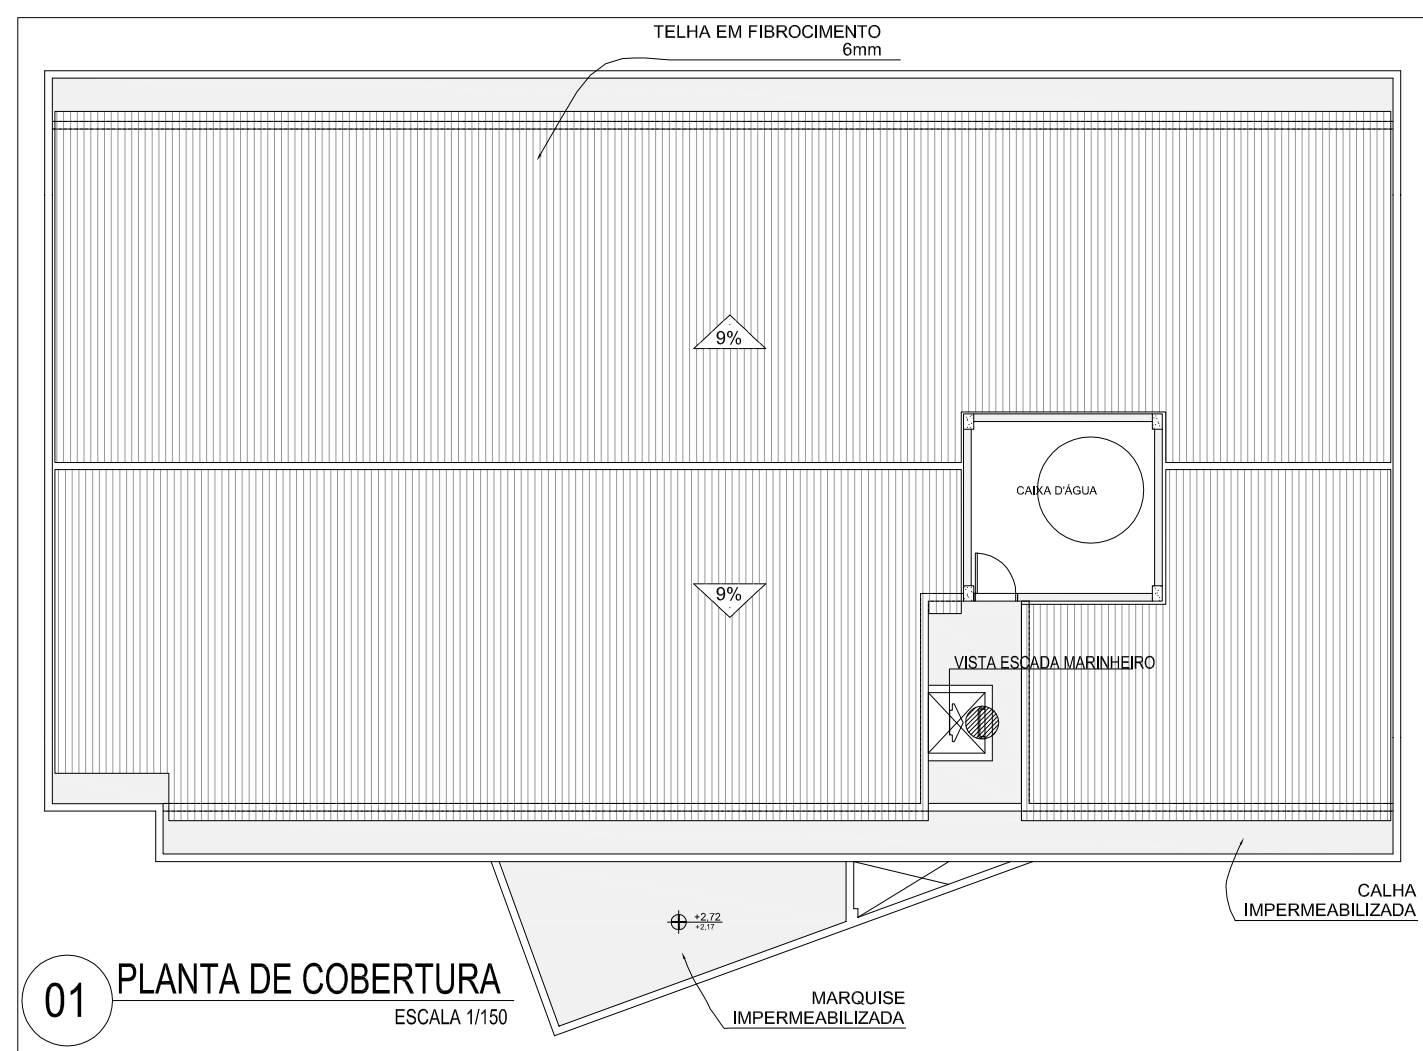 TELHA EM FIBROCIMENTO
6mm
9%
CAIXA D'ÁGUA
9%
VISTA ESCADA MARINHEIRO
CALHA
IMPERMEABILIZADA
+2,72
+2,17
MARQUISE
IMPERMEABILIZADA
01
PLANTA DE COBERTURA
ESCALA 1/150